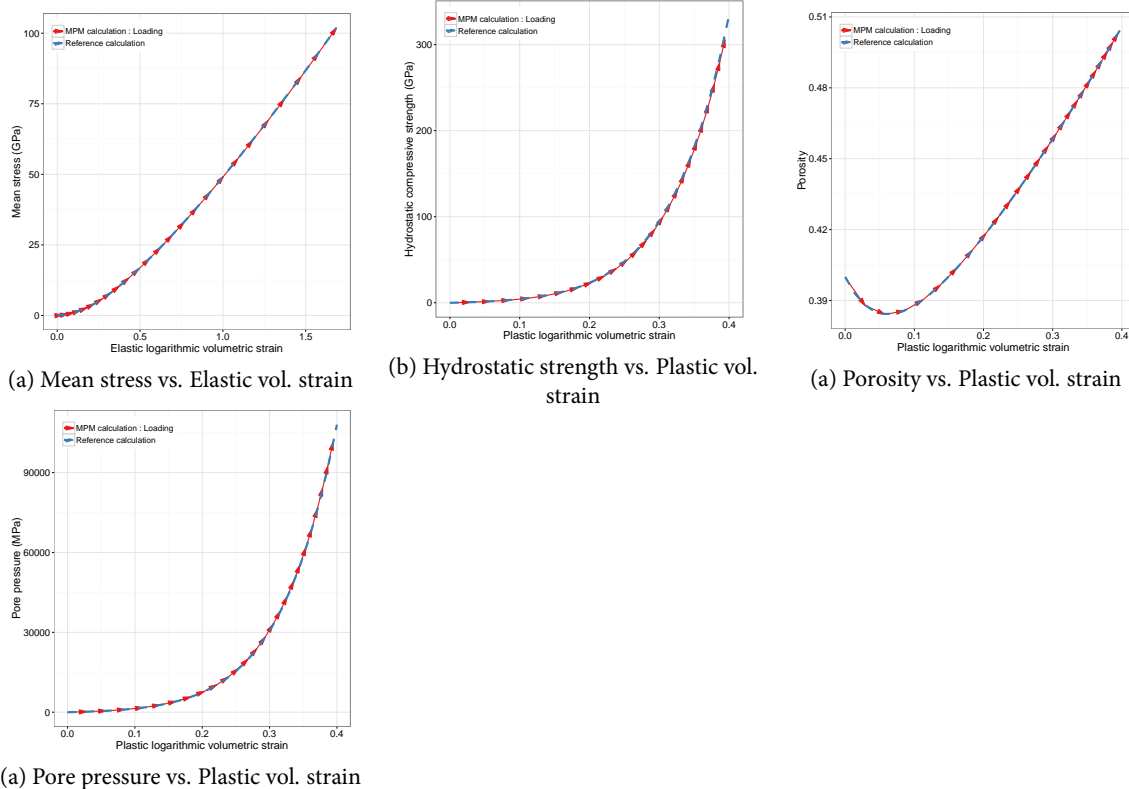 MPM calculation : Loading
Reference calculation
100
75
50
25
0
Mean stress (GPa)
0.0 0.5 1.0 1.5
Elastic logarithmic volumetric strain
(a) Mean stress vs. Elastic vol. strain
MPM calculation : Loading
Reference calculation
300
200
100
0
Hydrostatic compressive strength (GPa)
0.0 0.1 0.2 0.3 0.4
Plastic logarithmic volumetric strain
(b) Hydrostatic strength vs. Plastic vol.
strain
0.51
MPM calculation : Loading
Reference calculation
0.48
0.45
0.42
0.39
Porosity
0.0 0.1 0.2 0.3 0.4
Plastic logarithmic volumetric strain
(a) Porosity vs. Plastic vol. strain
MPM calculation : Loading
Reference calculation
90000
60000
30000
0
Pore pressure (MPa)
0.0 0.1 0.2 0.3 0.4
Plastic logarithmic volumetric strain
(a) Pore pressure vs. Plastic vol. strain